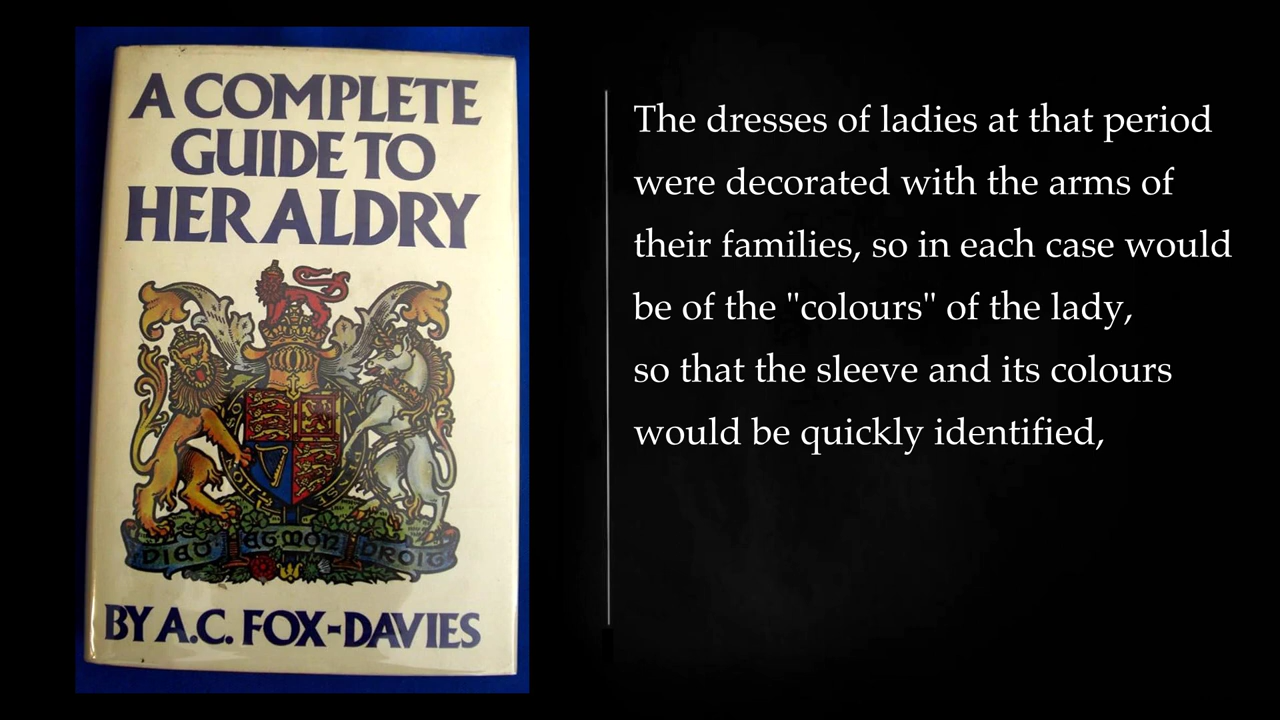 A COMPLETE
GUIDE TO
HERALDRY
DIEU ET MON DROIT
BY A.C. FOX-DAVIES
The dresses of ladies at that period
were decorated with the arms of
their families, so in each case would
be of the "colours" of the lady,
so that the sleeve and its colours
would be quickly identified,